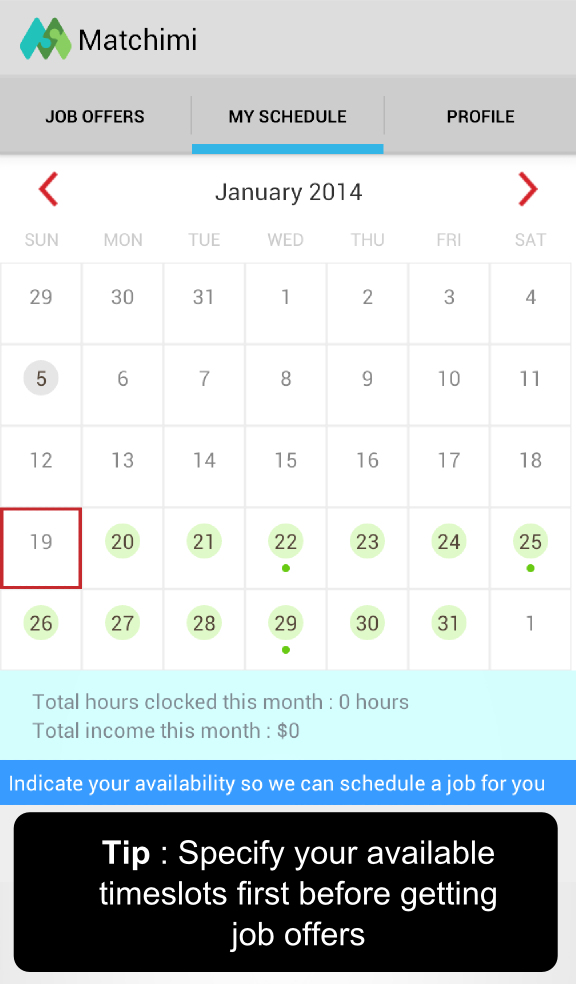 Matchimi
JOB OFFERS MY SCHEDULE PROFILE
January 2014
SUN MON TUE WED THU FRI SAT
29 30 31 1 2 3 4
5 6 7 8 9 10 11
12 13 14 15 16 17 18
19 20 21 22 23 24 25
26 27 28 29 30 31 1
Total hours clocked this month : 0 hours
Total income this month : $0
Indicate your availability so we can schedule a job for you
Tip : Specify your available
timeslots first before getting
job offers